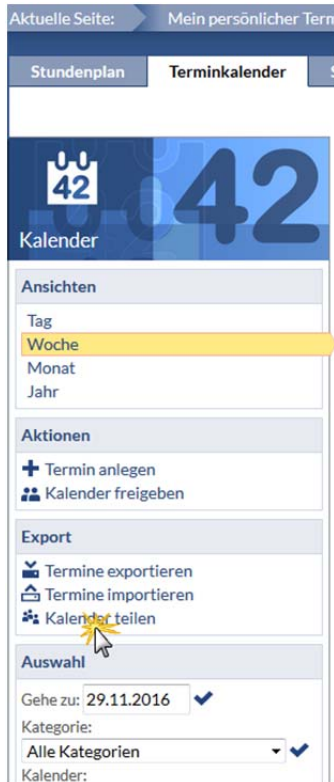 Aktuelle Seite:
Mein persönlicher
Stundenplan
Terminkalender
42
42
Kalender
Ansichten
Tag
Woche
Monat
Jahr
Aktionen
Termin anlegen
Kalender freigeben
Export
Termine exportieren
Termine importieren
Kalender teilen
Auswahl
Gehe zu: 29.11.2016
Kategorie:
Alle Kategorien
Kalender: